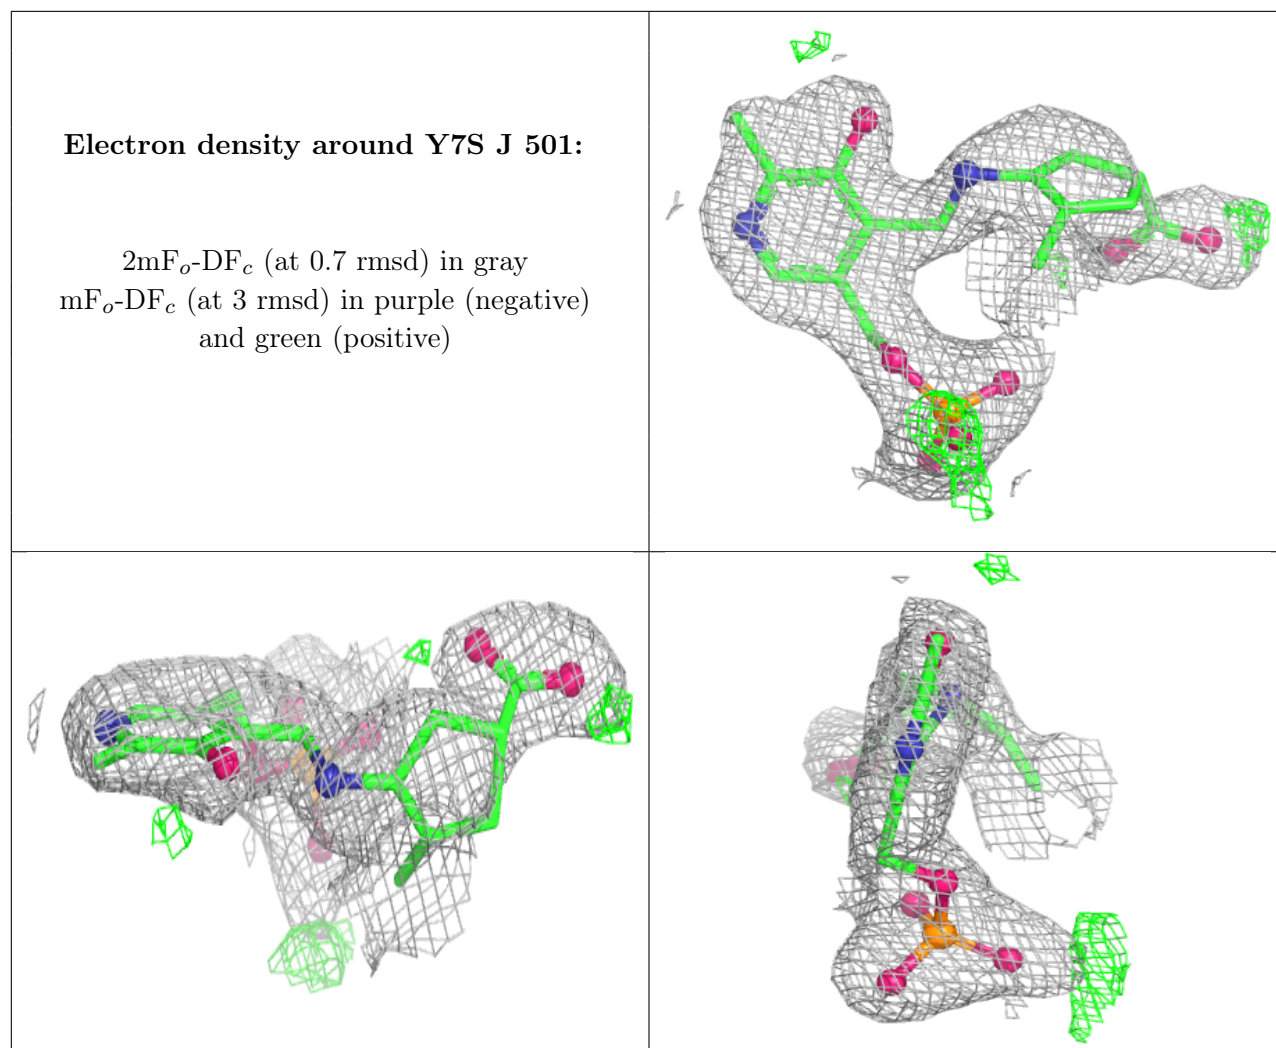 Electron density around Y7S J 501:
2mFo-DFc (at 0.7 rmsd) in gray
mFo-DFc (at 3 rmsd) in purple (negative)
and green (positive)